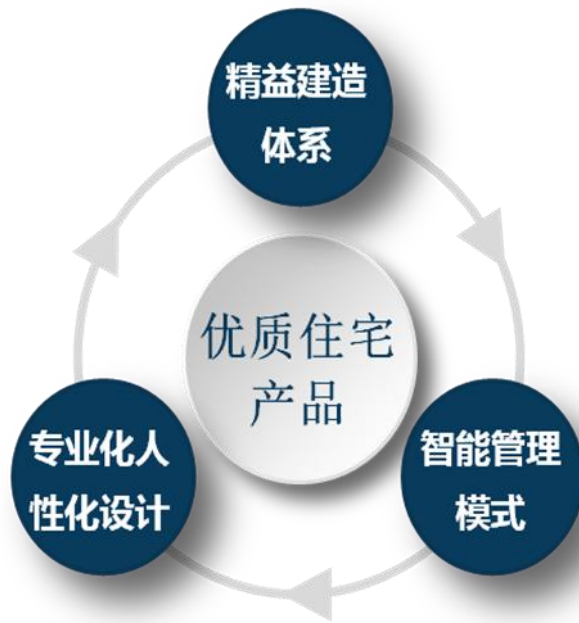 精益建造
体系
优质住宅
产品
专业化人
性化设计
智能管理
模式